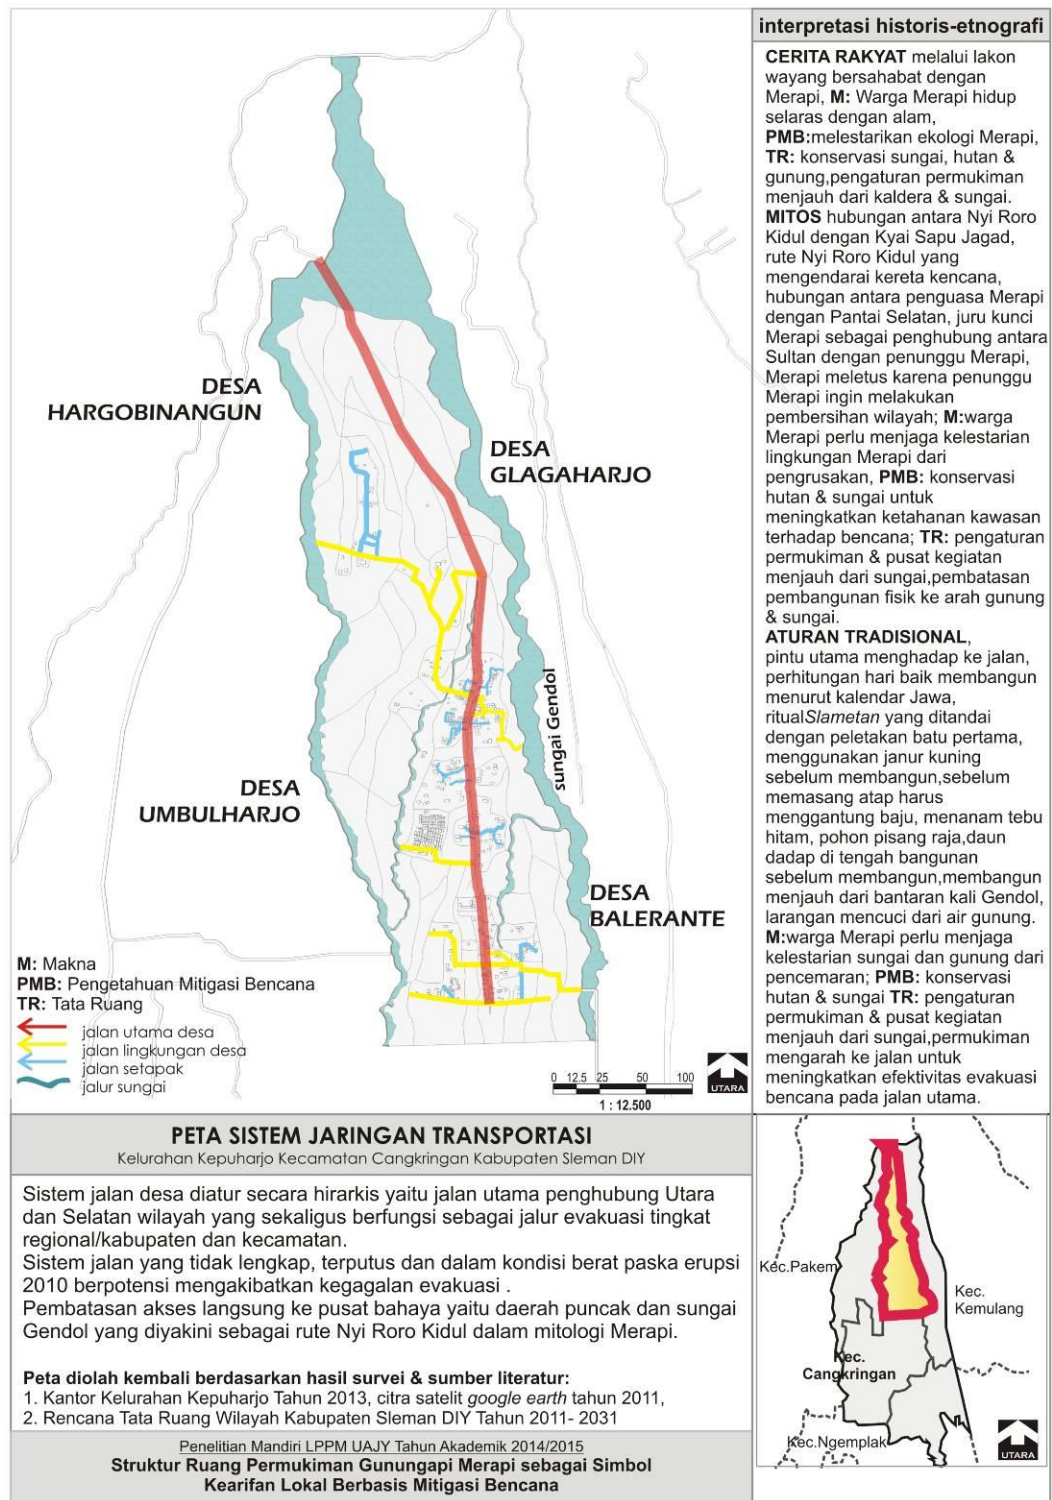 DESA
HARGOBINANGUN
DESA
GLAGAHARJO
sungai Gendol
DESA
UMBULHARJO
DESA
BALERANTE
M: Makna
PMB: Pengetahuan Mitigasi Bencana
TR: Tata Ruang
jalan utama desa
jalan lingkungan desa
jalan setapak
jalur sungai
0 12.5 25 50 100
1 : 12.500
UTARA
interpretasi historis-etnografi
CERITA RAKYAT melalui lakon
wayang bersahabat dengan
Merapi, M: Warga Merapi hidup
selaras dengan alam,
PMB:melestarikan ekologi Merapi,
TR: konservasi sungai, hutan &
gunung,pengaturan permukiman
menjauh dari kaldera & sungai.
MITOS hubungan antara Nyi Roro
Kidul dengan Kyai Sapu Jagad,
rute Nyi Roro Kidul yang
mengendarai kereta kencana,
hubungan antara penguasa Merapi
dengan Pantai Selatan, juru kunci
Merapi sebagai penghubung antara
Sultan dengan penunggu Merapi,
Merapi meletus karena penunggu
Merapi ingin melakukan
pembersihan wilayah; M:warga
Merapi perlu menjaga kelestarian
lingkungan Merapi dari
pengrusakan, PMB: konservasi
hutan & sungai untuk
meningkatkan ketahanan kawasan
terhadap bencana; TR: pengaturan
permukiman & pusat kegiatan
menjauh dari sungai,pembatasan
pembangunan fisik ke arah gunung
& sungai.
ATURAN TRADISIONAL,
pintu utama menghadap ke jalan,
perhitungan hari baik membangun
menurut kalendar Jawa,
ritualSlametan yang ditandai
dengan peletakan batu pertama,
menggunakan janur kuning
sebelum membangun,sebelum
memasang atap harus
menggantung baju, menanam tebu
hitam, pohon pisang raja,daun
dadap di tengah bangunan
sebelum membangun,membangun
menjauh dari bantaran kali Gendol,
larangan mencuci dari air gunung.
M:warga Merapi perlu menjaga
kelestarian sungai dan gunung dari
pencemaran; PMB: konservasi
hutan & sungai TR: pengaturan
permukiman & pusat kegiatan
menjauh dari sungai,permukiman
mengarah ke jalan untuk
meningkatkan efektivitas evakuasi
bencana pada jalan utama.
PETA SISTEM JARINGAN TRANSPORTASI
Kelurahan Kepuharjo Kecamatan Cangkringan Kabupaten Sleman DIY
Sistem jalan desa diatur secara hirarkis yaitu jalan utama penghubung Utara
dan Selatan wilayah yang sekaligus berfungsi sebagai jalur evakuasi tingkat
regional/kabupaten dan kecamatan.
Sistem jalan yang tidak lengkap, terputus dan dalam kondisi berat paska erupsi
2010 berpotensi mengakibatkan kegagalan evakuasi .
Pembatasan akses langsung ke pusat bahaya yaitu daerah puncak dan sungai
Gendol yang diyakini sebagai rute Nyi Roro Kidul dalam mitologi Merapi.
Peta diolah kembali berdasarkan hasil survei & sumber literatur:
1. Kantor Kelurahan Kepuharjo Tahun 2013, citra satelit google earth tahun 2011,
2. Rencana Tata Ruang Wilayah Kabupaten Sleman DIY Tahun 2011- 2031
Penelitian Mandiri LPPM UAJY Tahun Akademik 2014/2015
Struktur Ruang Permukiman Gunungapi Merapi sebagai Simbol
Kearifan Lokal Berbasis Mitigasi Bencana
Kec.Pakem
Kec.
Kemulang
Kec.
Cangkringan
Kec.Ngemplak
UTARA